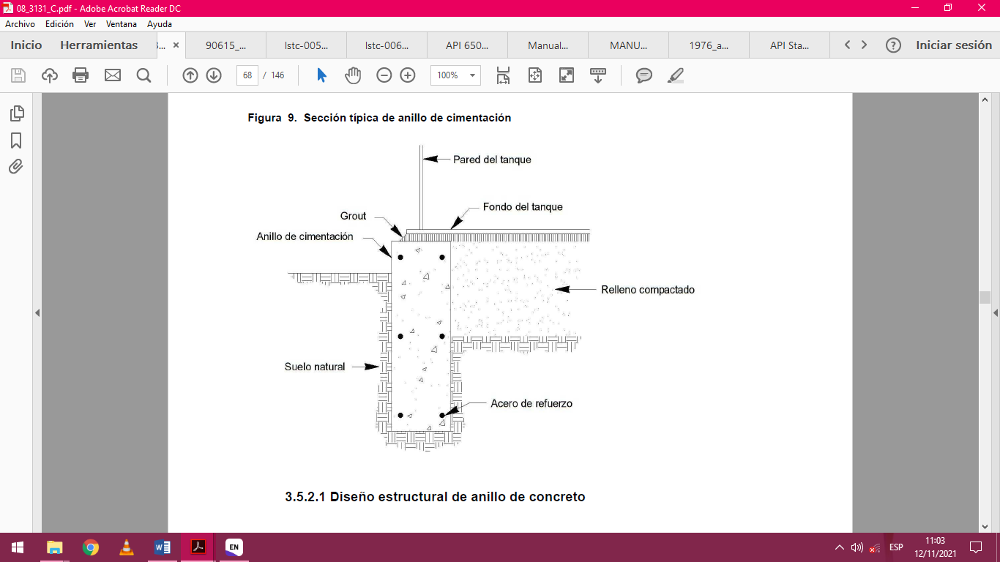 08_3131_C.pdf - Adobe Acrobat Reader DC
Archivo Edición Ver Ventana Ayuda
Inicio Herramientas 3... × 90615_... lstc-005... lstc-006... API 650... Manual... MANU... 1976_a... API Sta... Iniciar sesión
68 / 146 100%
Figura 9. Sección típica de anillo de cimentación
Pared del tanque
Fondo del tanque
Grout
Anillo de cimentación
Relleno compactado
Suelo natural
Acero de refuerzo
3.5.2.1 Diseño estructural de anillo de concreto
EN
ESP
11:03
12/11/2021